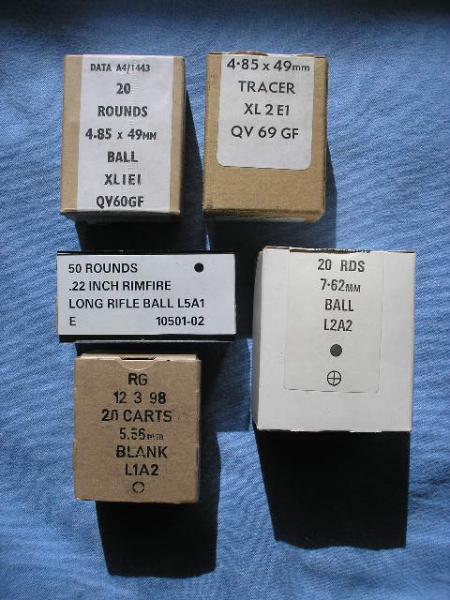 DATA A4/1443
20
ROUNDS
4·85 x 49MM
BALL
XL1E1
QV60GF
4·85 x 49mm
TRACER
XL 2 E1
QV 69 GF
50 ROUNDS
.22 INCH RIMFIRE
LONG RIFLE BALL L5A1
E 10501-02
20 RDS
7·62MM
BALL
L2A2
RG
12 3 98
20 CARTS
5.56mm
BLANK
L1A2